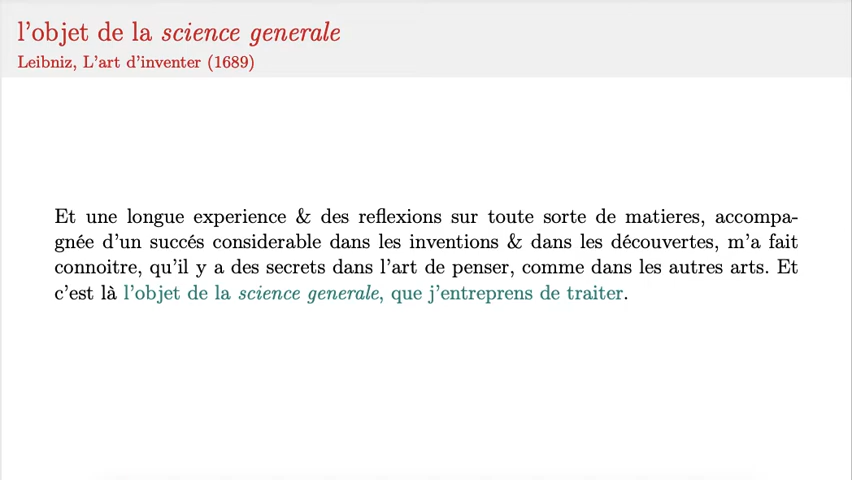 l'objet de la science generale
Leibniz, L'art d'inventer (1689)
Et une longue experience & des reflexions sur toute sorte de matieres, accompa-
gnée d'un succés considerable dans les inventions & dans les découvertes, m'a fait
connoitre, qu'il y a des secrets dans l'art de penser, comme dans les autres arts. Et
c'est là l'objet de la science generale, que j'entreprens de traiter.